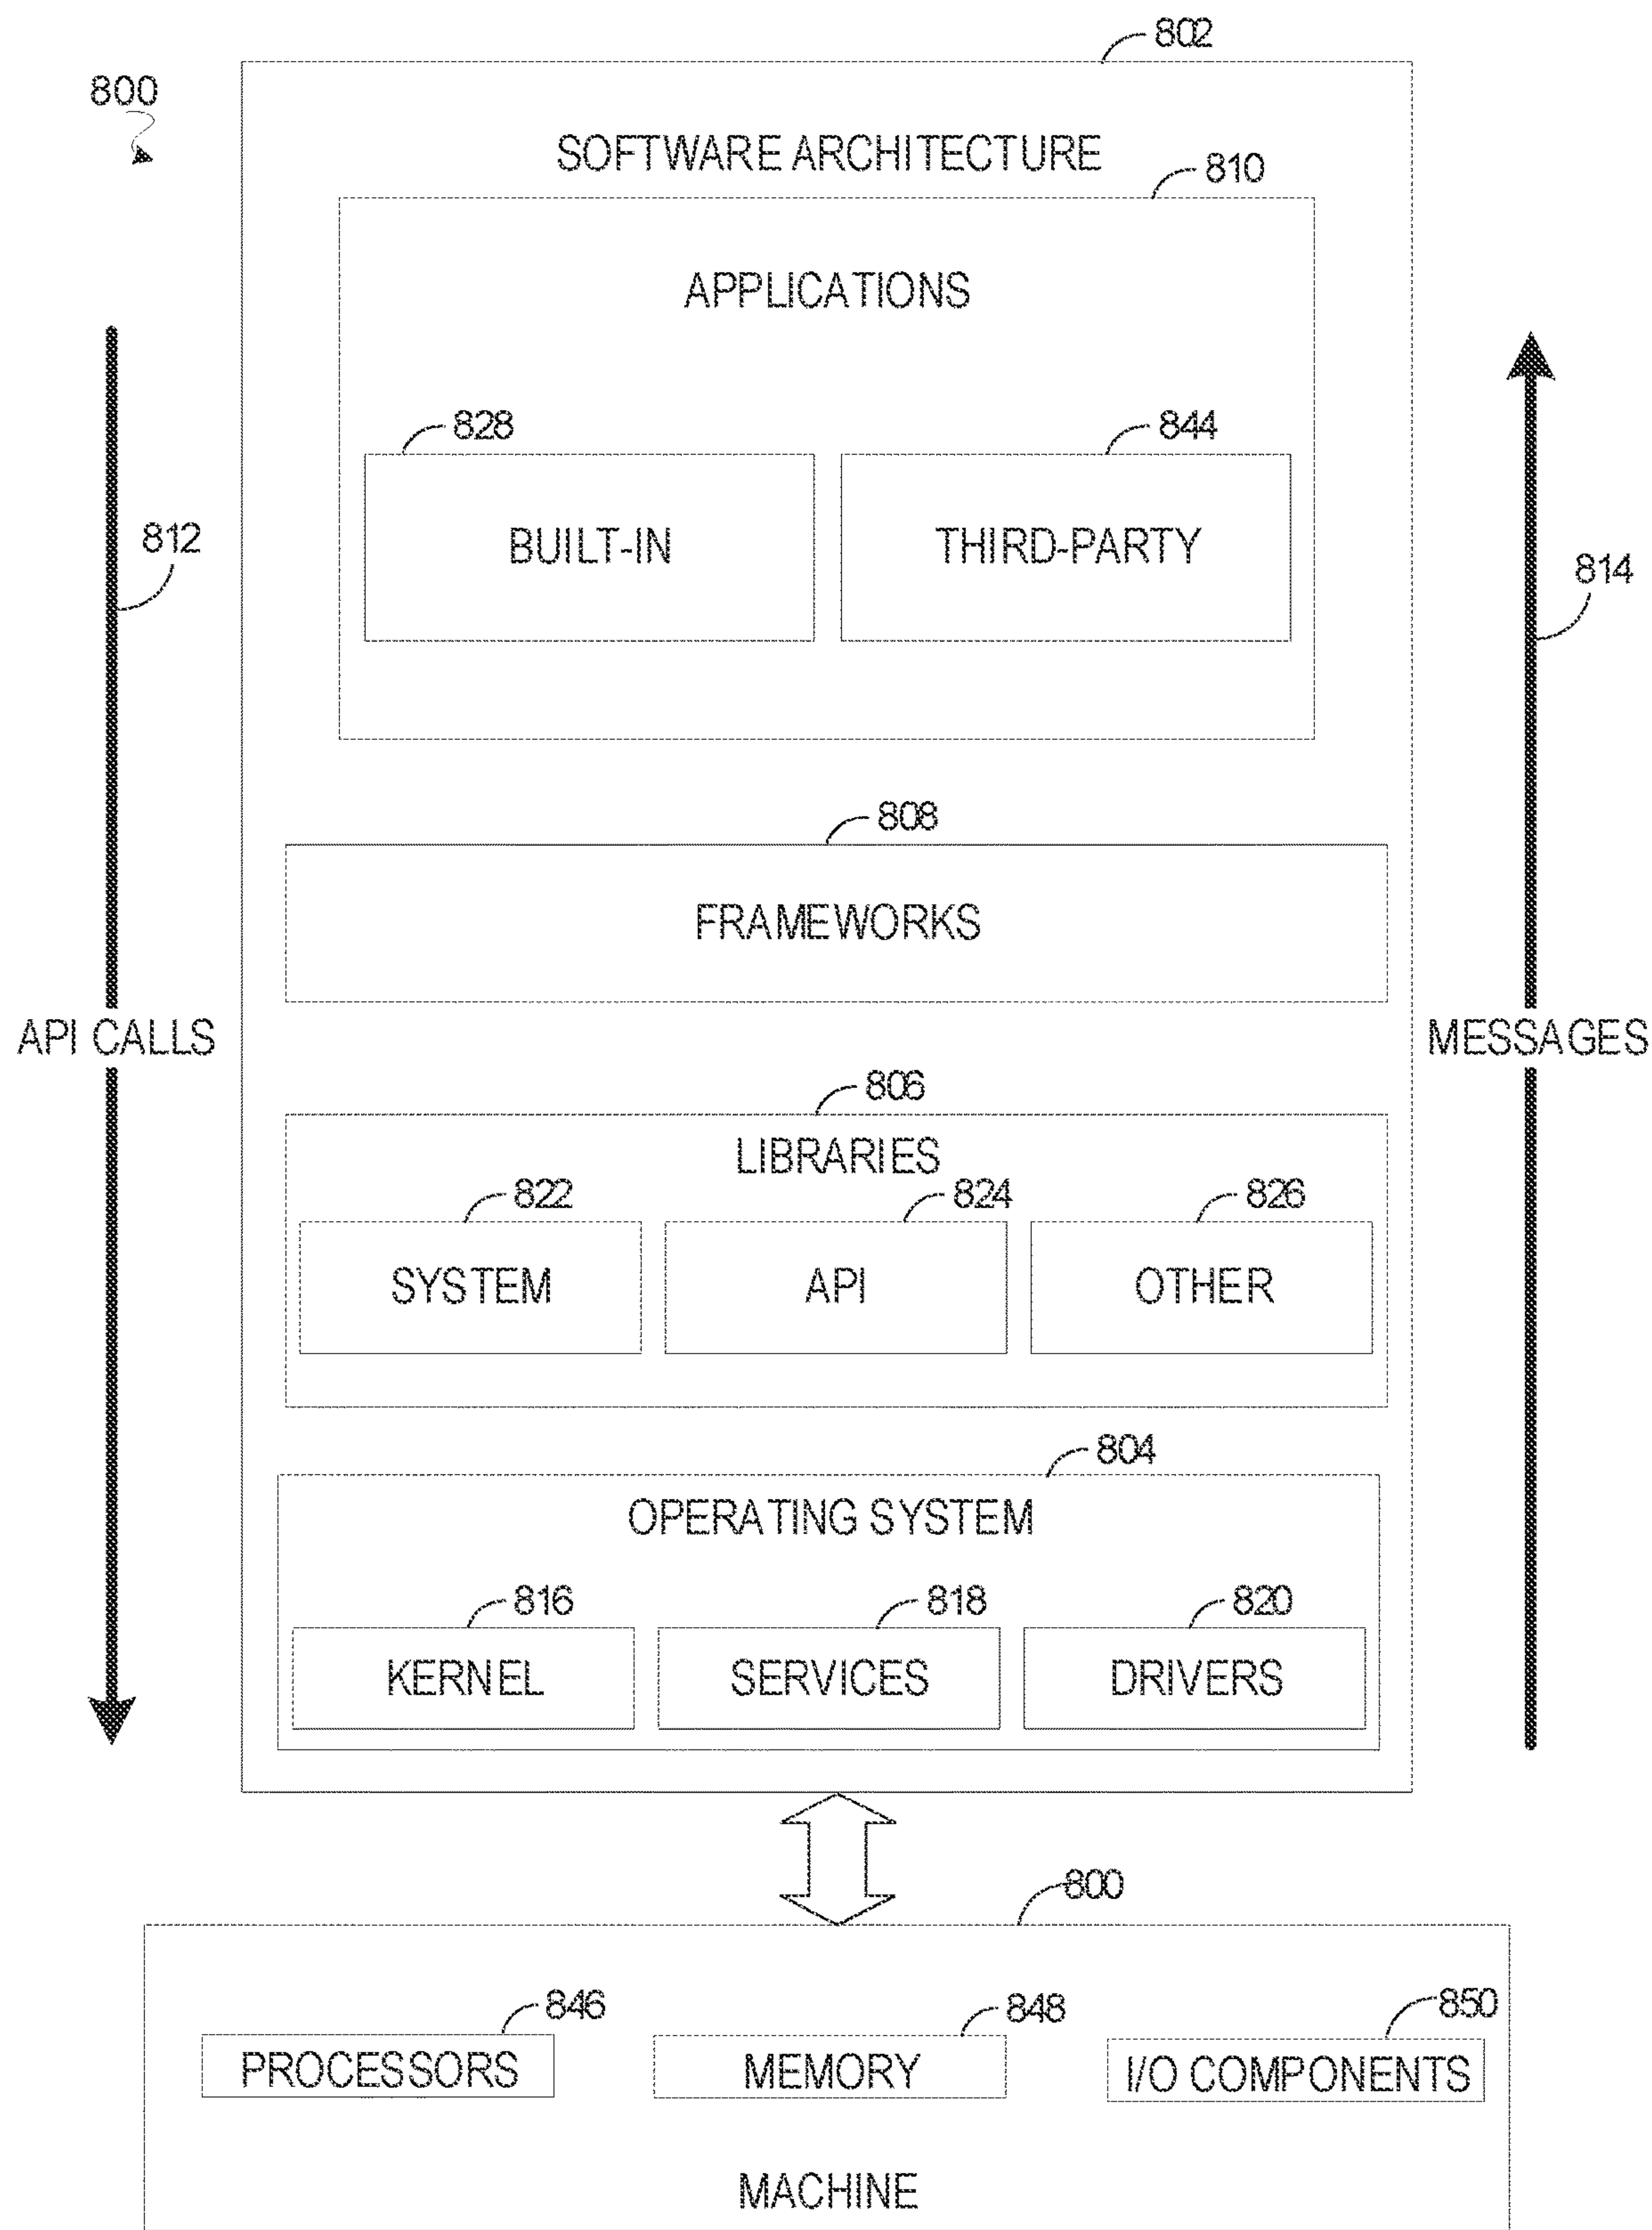 802
800
SOFTWARE ARCHITECTURE
810
APPLICATIONS
828
844
BUILT-IN
THIRD-PARTY
812
814
808
FRAMEWORKS
API CALLS
MESSAGES
806
LIBRARIES
822
824
826
SYSTEM
API
OTHER
804
OPERATING SYSTEM
816
818
820
KERNEL
SERVICES
DRIVERS
800
846
848
850
PROCESSORS
MEMORY
I/O COMPONENTS
MACHINE